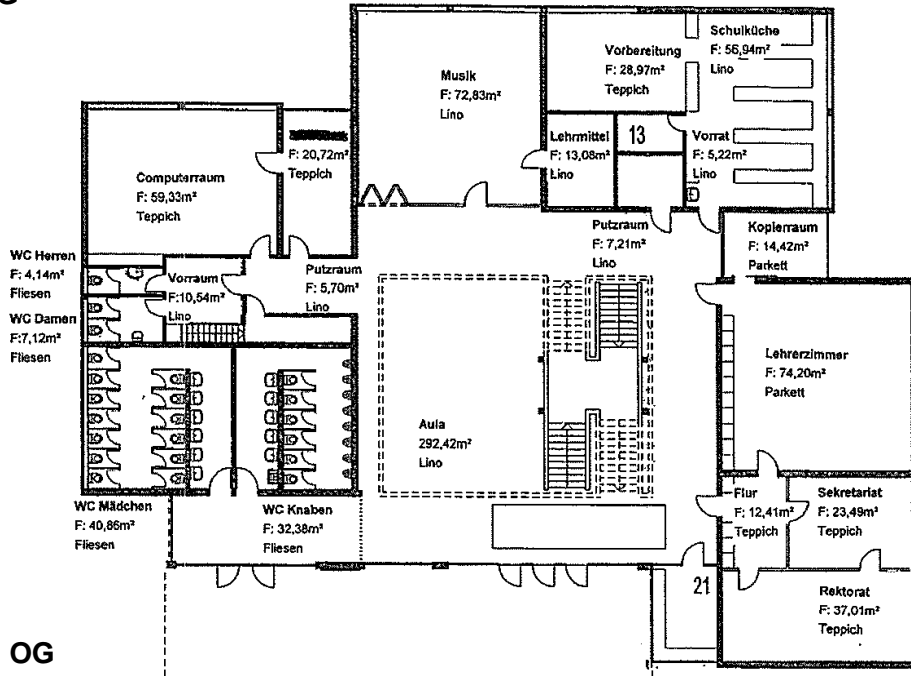 Musik
F: 72,83m²
Lino
Vorbereitung
F: 28,97m²
Teppich
Schulküche
F: 56,94m²
Lino
Computerraum
F: 59,33m²
Teppich
F: 20,72m²
Teppich
Lehrmittel
F: 13,08m²
Lino
13
Vorrat
F: 5,22m²
Lino
WC Herren
F: 4,14m²
Fliesen
WC Damen
F:7,12m²
Fliesen
Vorraum
F:10,54m²
Lino
Putzraum
F: 5,70m²
Lino
Putzraum
F: 7,21m²
Lino
Kopierraum
F: 14,42m²
Parkett
Lehrerzimmer
F: 74,20m²
Parkett
Aula
292,42m²
Lino
WC Mädchen
F: 40,86m²
Fliesen
WC Knaben
F: 32,38m²
Fliesen
Flur
F: 12,41m²
Teppich
Sekretariat
F: 23,49m²
Teppich
21
Rektorat
F: 37,01m²
Teppich
OG